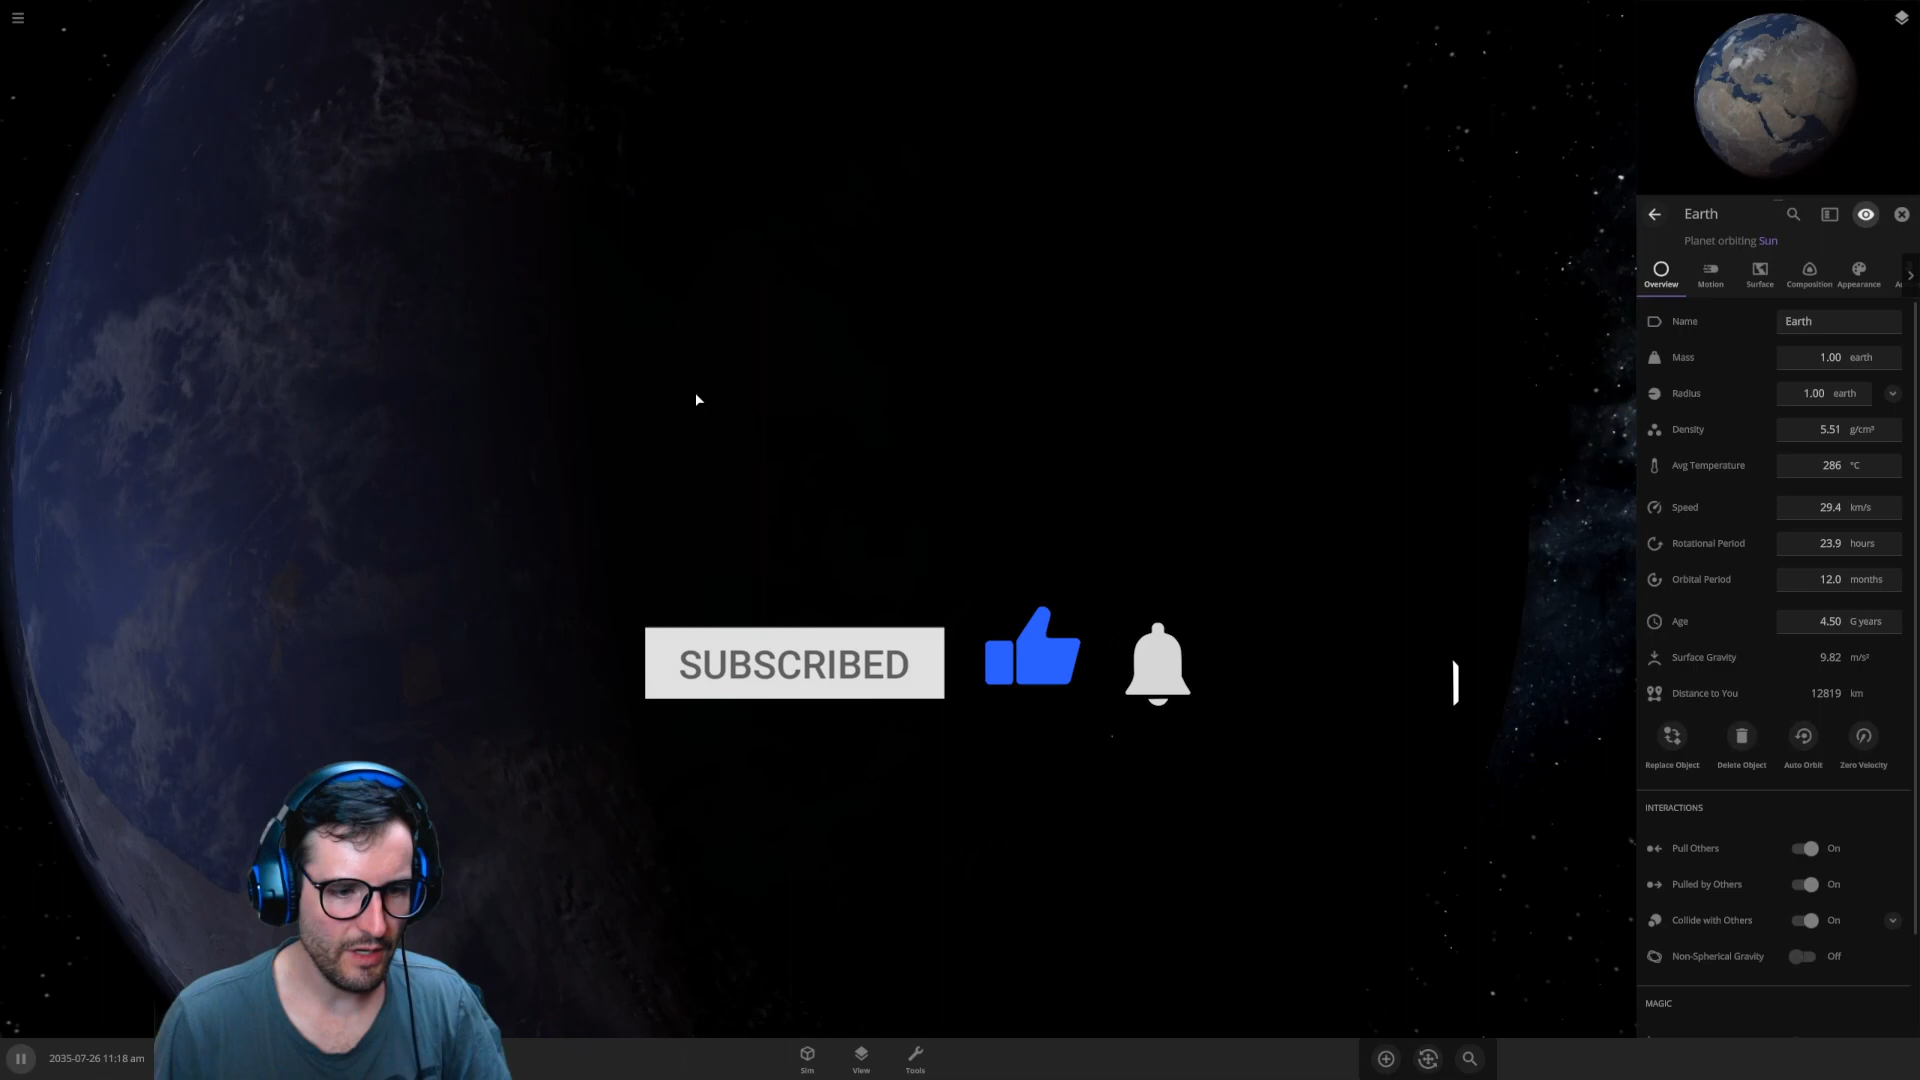 Earth
Planet orbiting Sun
Overview
Motion
Surface
Composition
Appearance
Name Earth
Mass 1.00 earth
Radius 1.00 earth
Density 5.51 g/cm³
Avg Temperature 286 °C
Speed 29.4 km/s
Rotational Period 23.9 hours
Orbital Period 12.0 months
Age 4.50 G years
Surface Gravity 9.82 m/s²
Distance to You 12819 km
Replace Object
Delete Object
Auto Orbit
Zero Velocity
INTERACTIONS
Pull Others On
Pulled by Others On
Collide with Others On
Non-Spherical Gravity Off
MAGIC
SUBSCRIBED
2035-07-26 11:18 am
Sim
View
Tools